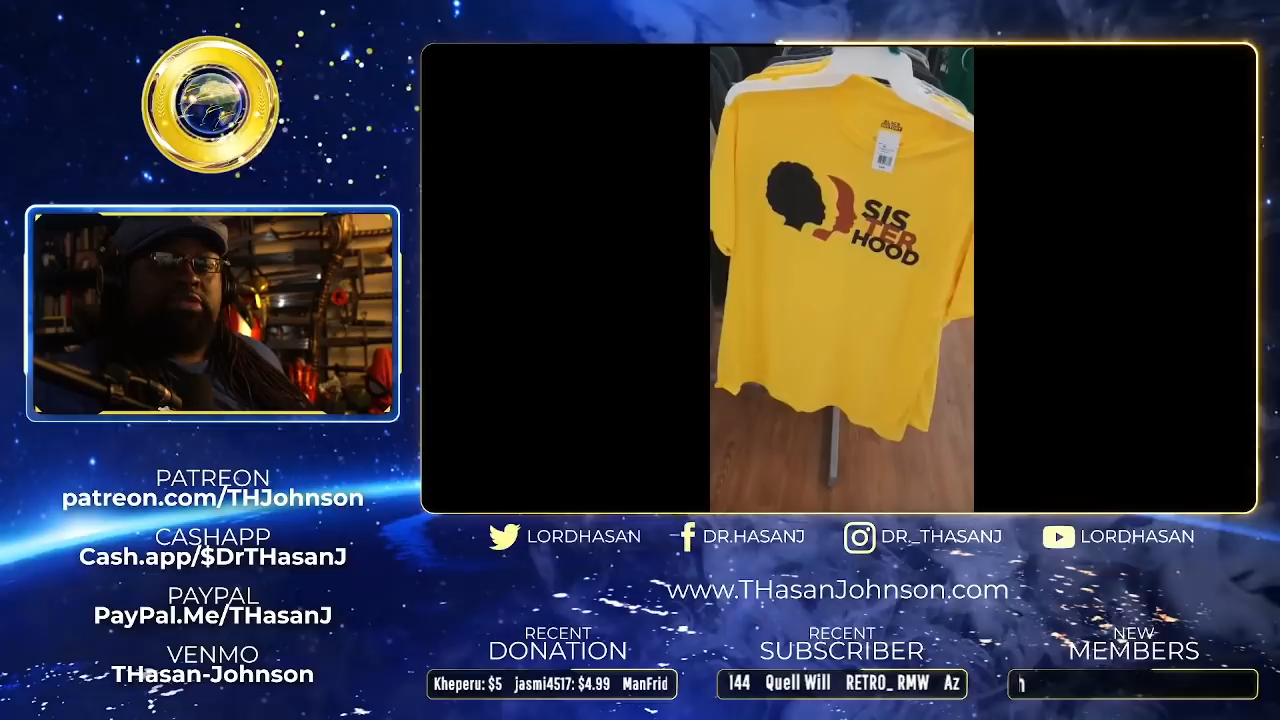 SIS
TER
HOOD
PATREON
patreon.com/THJohnson
CASHAPP
Cash.app/$DrTHasanJ
PAYPAL
PayPal.Me/THasanJ
VENMO
THasan-Johnson
LORDHASAN
DR.HASANJ
DR._THASANJ
LORDHASAN
www.THasanJohnson.com
RECENT
DONATION
Kheperu: $5 jasmi4517: $4.99 ManFrid
RECENT
SUBSCRIBER
144 Quell Will RETRO_RMW Az
NEW
MEMBERS